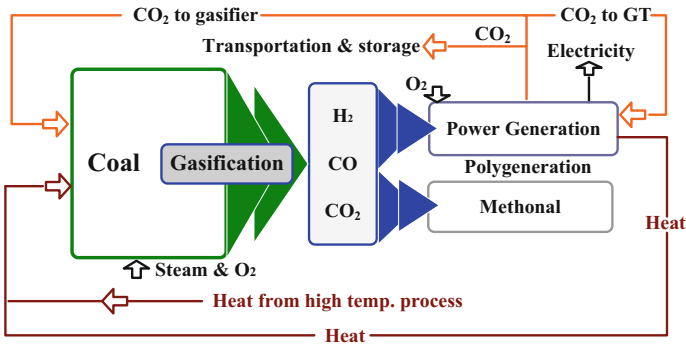 CO₂ to gasifier
CO₂ to GT
Transportation & storage
CO₂
Electricity
O₂
H₂
Power Generation
Coal
Gasification
CO
Polygeneration
CO₂
Methonal
Heat
Steam & O₂
Heat from high temp. process
Heat